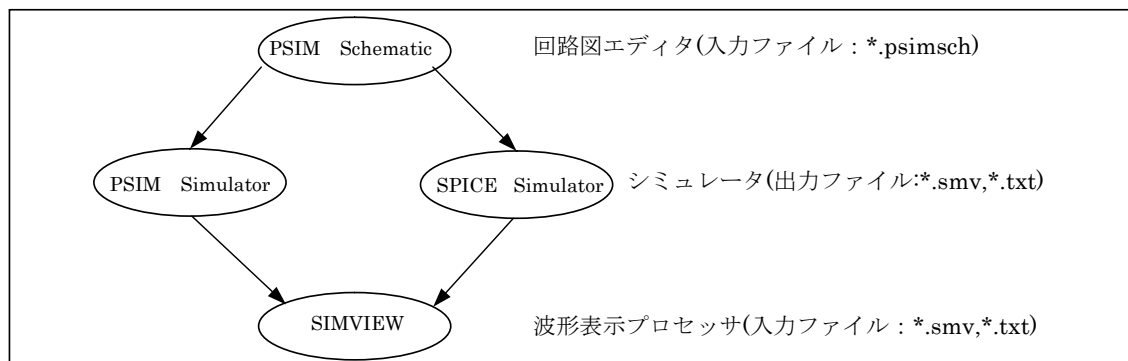 PSIM Schematic
回路図エディタ(入力ファイル：*.psimsch)
PSIM Simulator
SPICE Simulator
シミュレータ(出力ファイル:*.smv,*.txt)
SIMVIEW
波形表示プロセッサ(入力ファイル：*.smv,*.txt)